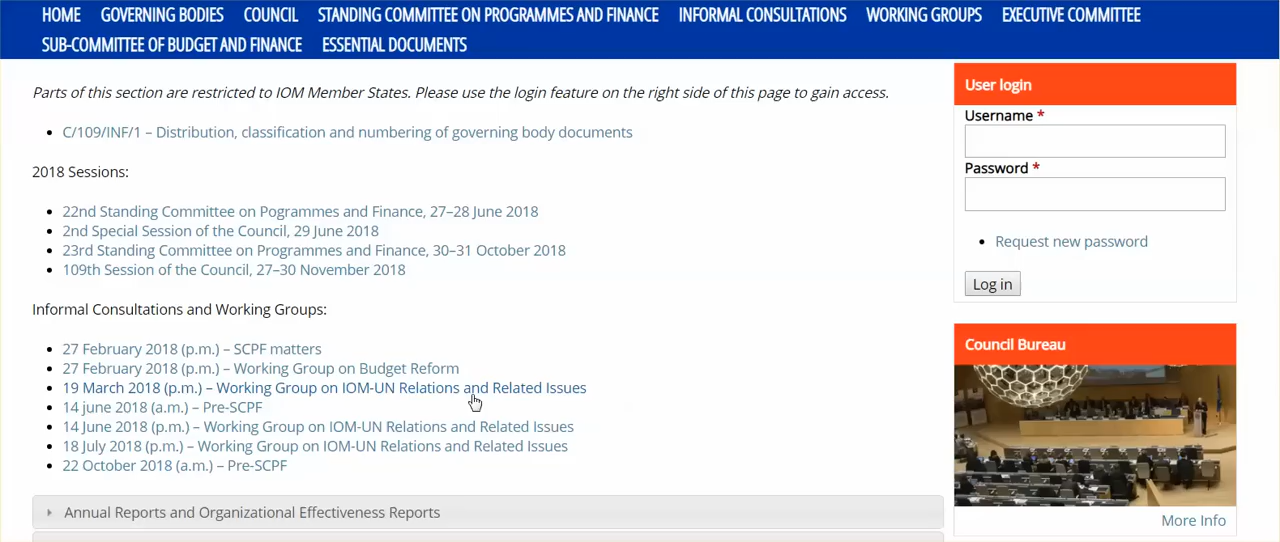 HOME GOVERNING BODIES COUNCIL STANDING COMMITTEE ON PROGRAMMES AND FINANCE INFORMAL CONSULTATIONS WORKING GROUPS EXECUTIVE COMMITTEE
SUB-COMMITTEE OF BUDGET AND FINANCE ESSENTIAL DOCUMENTS
Parts of this section are restricted to IOM Member States. Please use the login feature on the right side of this page to gain access.
C/109/INF/1 – Distribution, classification and numbering of governing body documents
2018 Sessions:
22nd Standing Committee on Pogrammes and Finance, 27–28 June 2018
2nd Special Session of the Council, 29 June 2018
23rd Standing Committee on Programmes and Finance, 30–31 October 2018
109th Session of the Council, 27–30 November 2018
Informal Consultations and Working Groups:
27 February 2018 (p.m.) – SCPF matters
27 February 2018 (p.m.) – Working Group on Budget Reform
19 March 2018 (p.m.) – Working Group on IOM-UN Relations and Related Issues
14 june 2018 (a.m.) – Pre-SCPF
14 June 2018 (p.m.) – Working Group on IOM-UN Relations and Related Issues
18 July 2018 (p.m.) – Working Group on IOM-UN Relations and Related Issues
22 October 2018 (a.m.) – Pre-SCPF
Annual Reports and Organizational Effectiveness Reports
User login
Username *
Password *
Request new password
Log in
Council Bureau
More Info